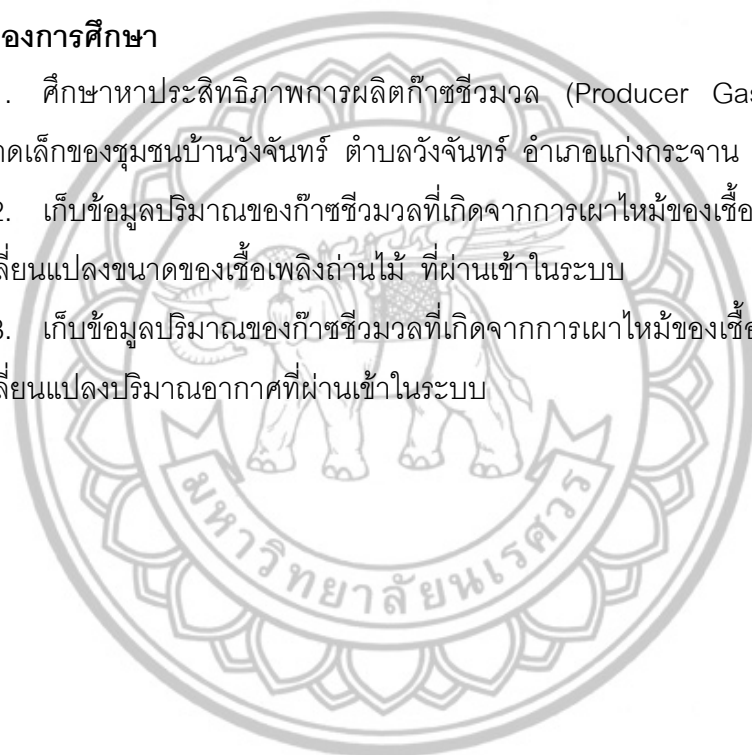 องการศึกษา
. ศึกษาหาประสิทธิภาพการผลิตก๊าซชีวมวล (Producer Gas
าดเล็กของชุมชนบ้านวังจันทร์ ตำบลวังจันทร์ อำเภอแก่งกระจาน
2. เก็บข้อมูลปริมาณของก๊าซชีวมวลที่เกิดจากการเผาไหม้ของเชื้อ
ลี่ยนแปลงขนาดของเชื้อเพลิงถ่านไม้ ที่ผ่านเข้าในระบบ
3. เก็บข้อมูลปริมาณของก๊าซชีวมวลที่เกิดจากการเผาไหม้ของเชื้อ
ลี่ยนแปลงปริมาณอากาศที่ผ่านเข้าในระบบ
มหาวิทยาลัยนเรศวร